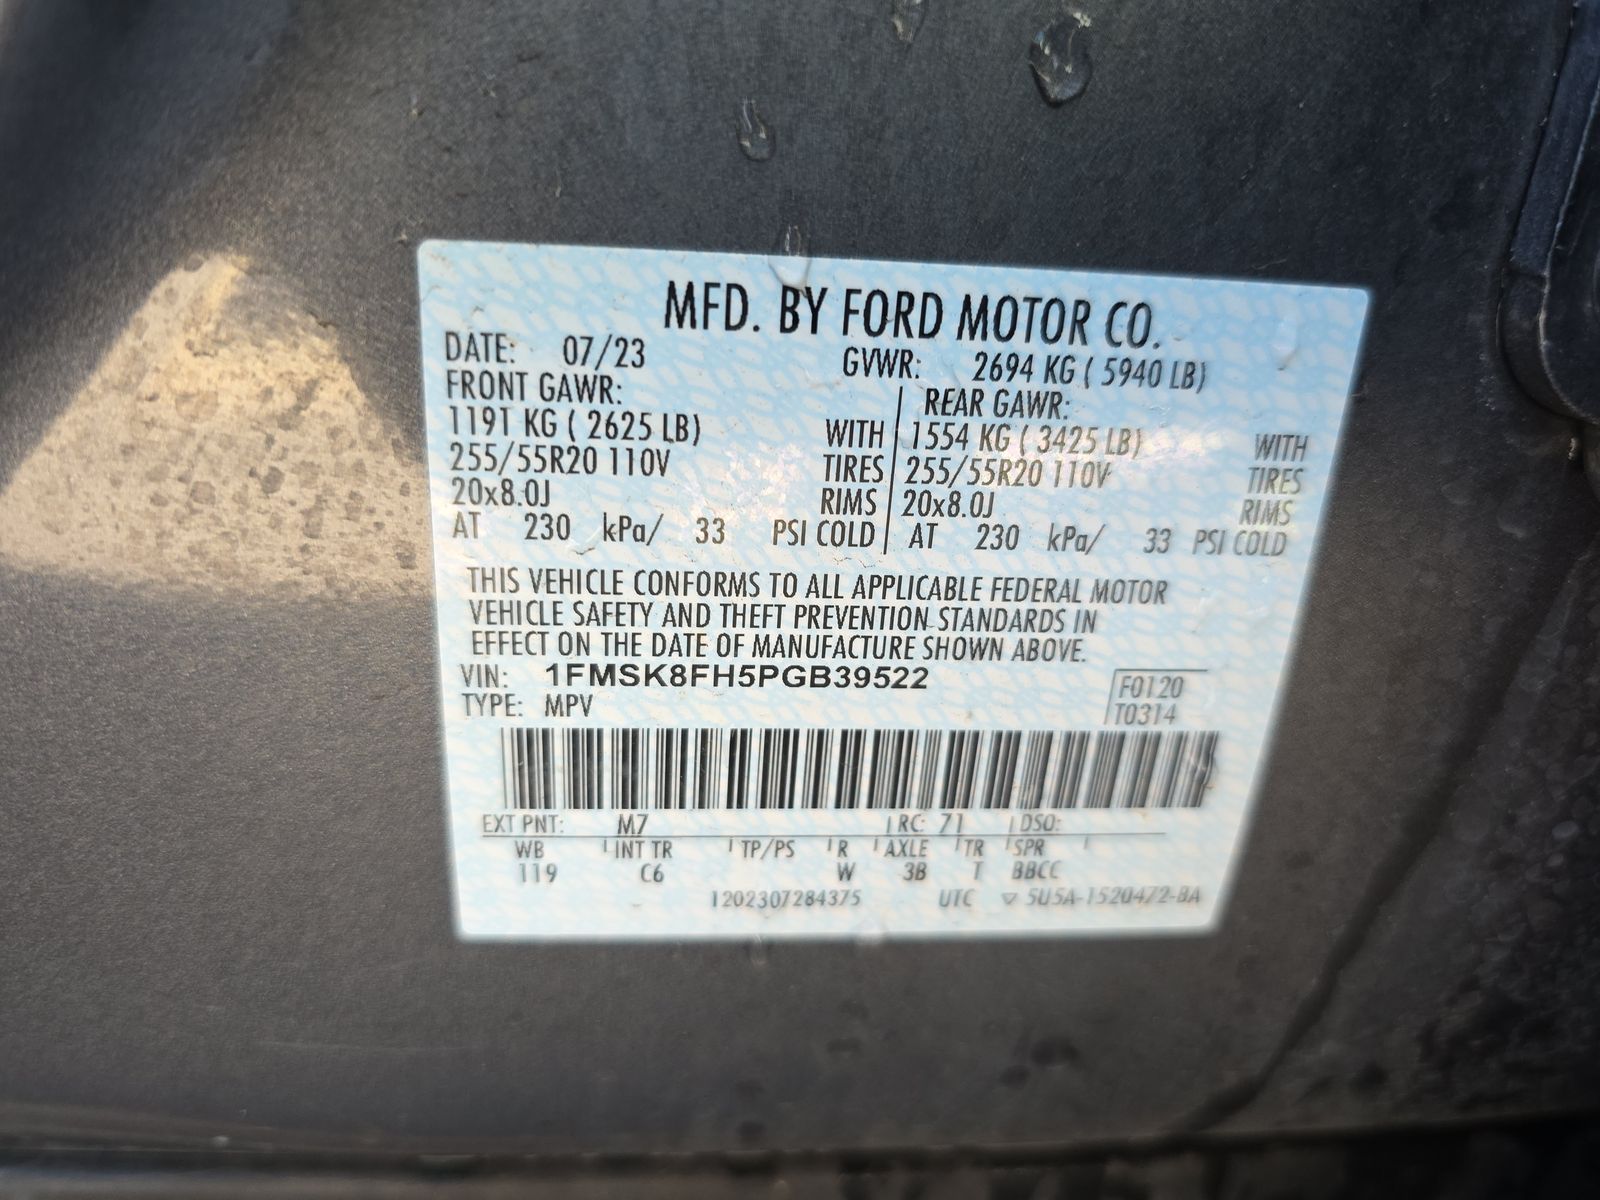 MFD. BY FORD MOTOR CO.
DATE: 07/23 GVWR: 2694 KG ( 5940 LB)
FRONT GAWR: REAR GAWR:
1191 KG ( 2625 LB) WITH 1554 KG ( 3425 LB) WITH
255/55R20 110V TIRES 255/55R20 110V TIRES
20x8.0J RIMS 20x8.0J RIMS
AT 230 kPa/ 33 PSI COLD AT 230 kPa/ 33 PSI COLD
THIS VEHICLE CONFORMS TO ALL APPLICABLE FEDERAL MOTOR
VEHICLE SAFETY AND THEFT PREVENTION STANDARDS IN
EFFECT ON THE DATE OF MANUFACTURE SHOWN ABOVE.
VIN: 1FMSK8FH5PGB39522
TYPE: MPV
F0120
T0314
EXT PNT: M7 RC: 71 DSO:
WB INT TR TP/PS R AXLE TR SPR
119 C6 W 3B T BBCC
1202307284375 UTC ▽ 5U5A-1520472-BA